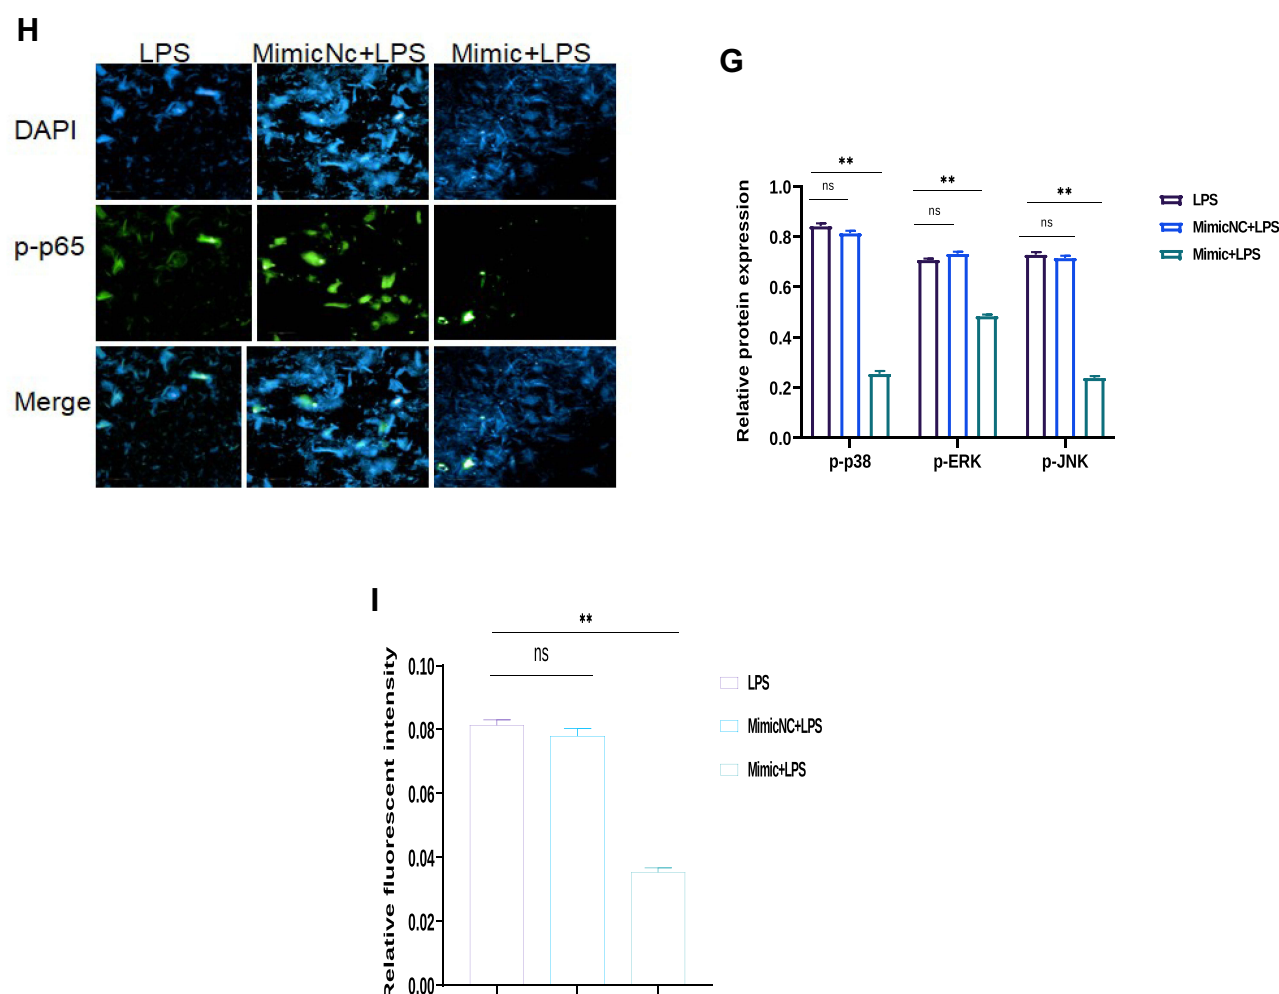 H
LPS MimicNc+LPS Mimic+LPS
DAPI
p-p65
Merge
G
Relative protein expression
1.0
0.8
0.6
0.4
0.2
0.0
**
ns
**
ns
**
ns
p-p38 p-ERK p-JNK
LPS
MimicNC+LPS
Mimic+LPS
I
Relative fluorescent intensity
0.10
0.08
0.06
0.04
0.02
0.00
**
ns
LPS
MimicNC+LPS
Mimic+LPS